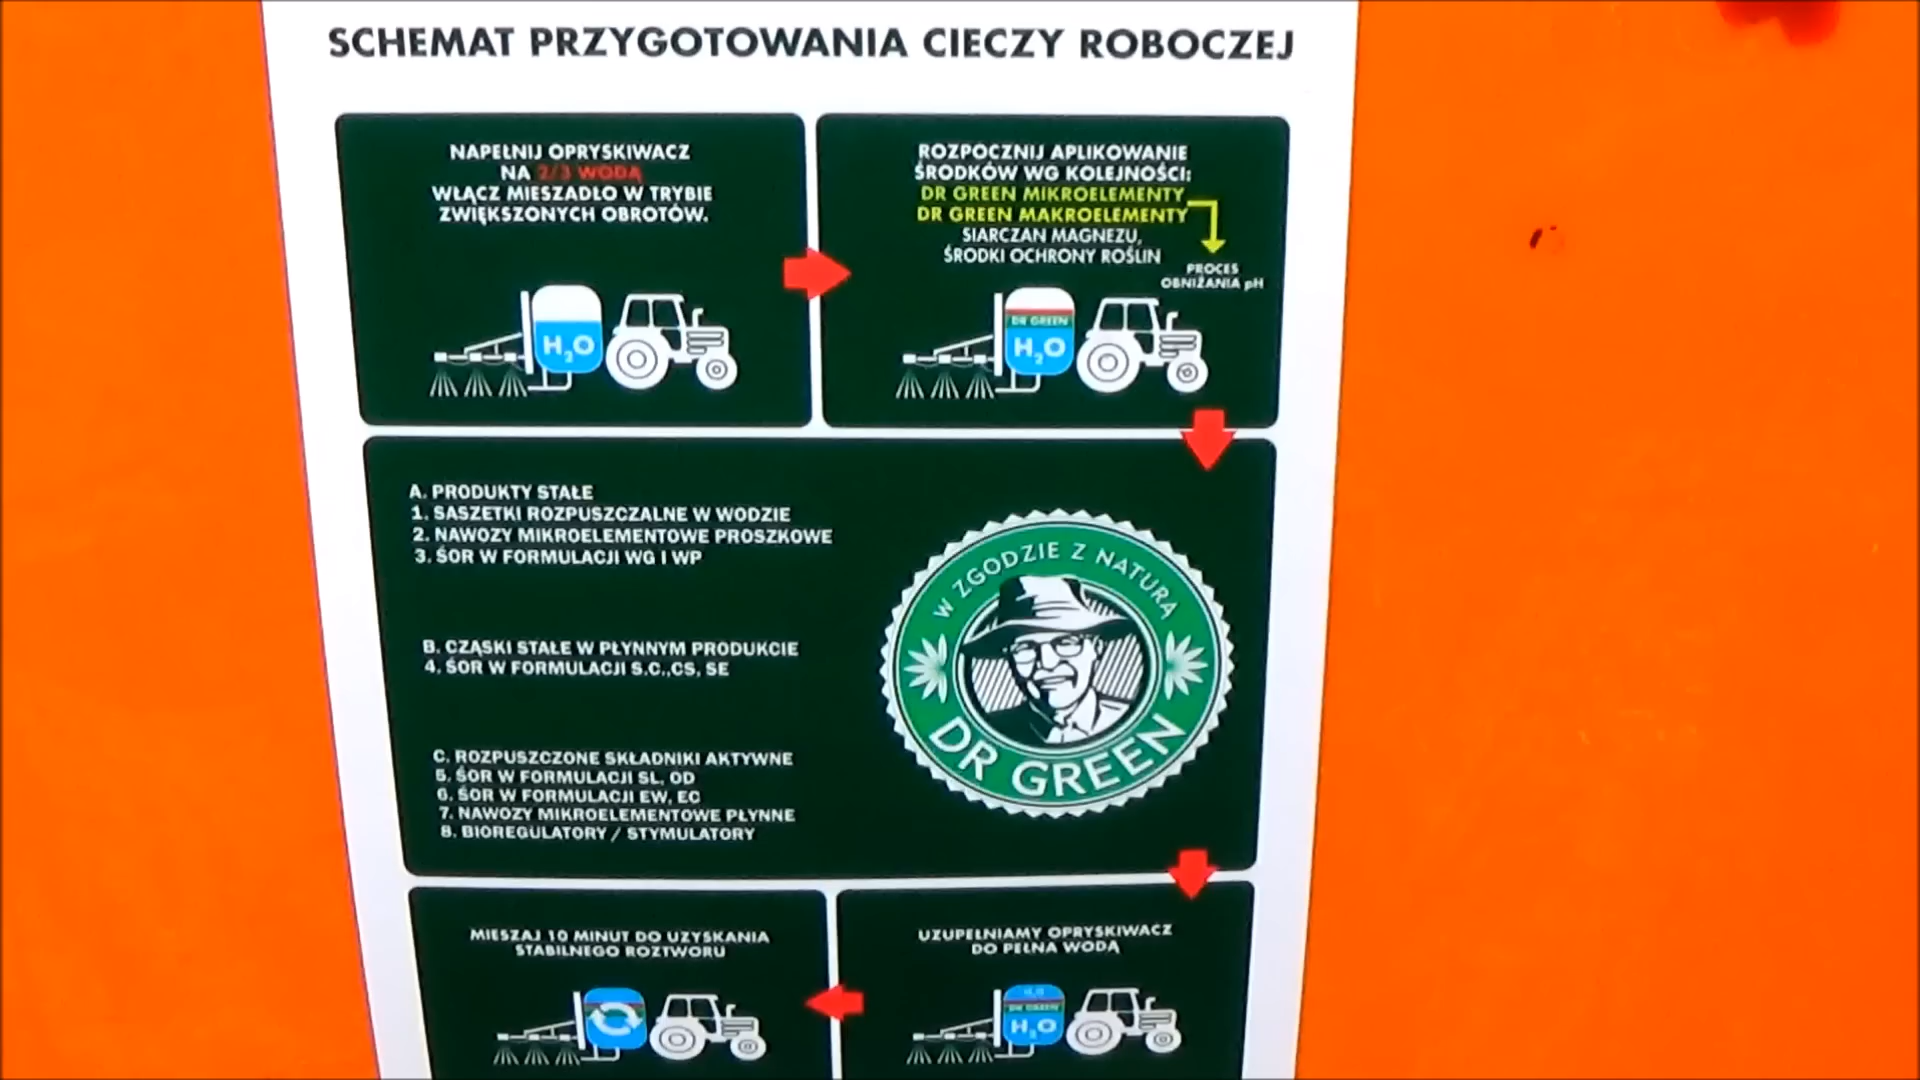 SCHEMAT PRZYGOTOWANIA CIECZY ROBOCZEJ
NAPEŁNIJ OPRYSKIWACZ
NA 2/3 WODĄ
WŁĄCZ MIESZADŁO W TRYBIE
ZWIĘKSZONYCH OBROTÓW.
H2O
ROZPOCZNIJ APLIKOWANIE
ŚRODKÓW WG KOLEJNOŚCI:
DR GREEN MIKROELEMENTY
DR GREEN MAKROELEMENTY
SIARCZAN MAGNEZU,
ŚRODKI OCHRONY ROŚLIN
PROCES
OBNIŻANIA pH
DR GREEN
H2O
A. PRODUKTY STAŁE
1. SASZETKI ROZPUSZCZALNE W WODZIE
2. NAWOZY MIKROELEMENTOWE PROSZKOWE
3. ŚOR W FORMULACJI WG I WP
B. CZĄSKI STAŁE W PŁYNNYM PRODUKCIE
4. ŚOR W FORMULACJI S.C.,CS, SE
C. ROZPUSZCZONE SKŁADNIKI AKTYWNE
5. ŚOR W FORMULACJI SL, OD
6. ŚOR W FORMULACJI EW, EC
7. NAWOZY MIKROELEMENTOWE PŁYNNE
8. BIOREGULATORY / STYMULATORY
W ZGODZIE Z NATURĄ
DR GREEN
MIESZAJ 10 MINUT DO UZYSKANIA
STABILNEGO ROZTWORU
UZUPEŁNIAMY OPRYSKIWACZ
DO PEŁNA WODĄ
H2O
DR GREEN
H2O